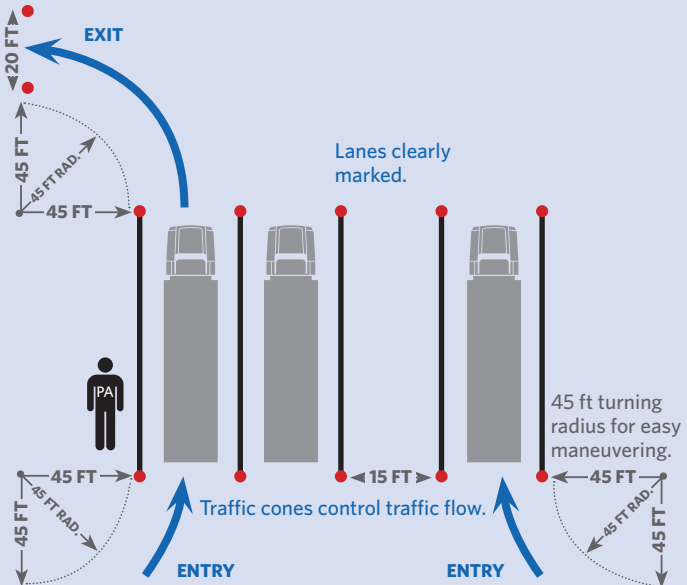 EXIT
20 FT
45 FT
45 FT RAD.
45 FT
Lanes clearly
marked.
PA
45 ft turning
radius for easy
maneuvering.
45 FT
45 FT RAD.
45 FT
15 FT
45 FT
45 FT RAD.
45 FT
Traffic cones control traffic flow.
ENTRY
ENTRY